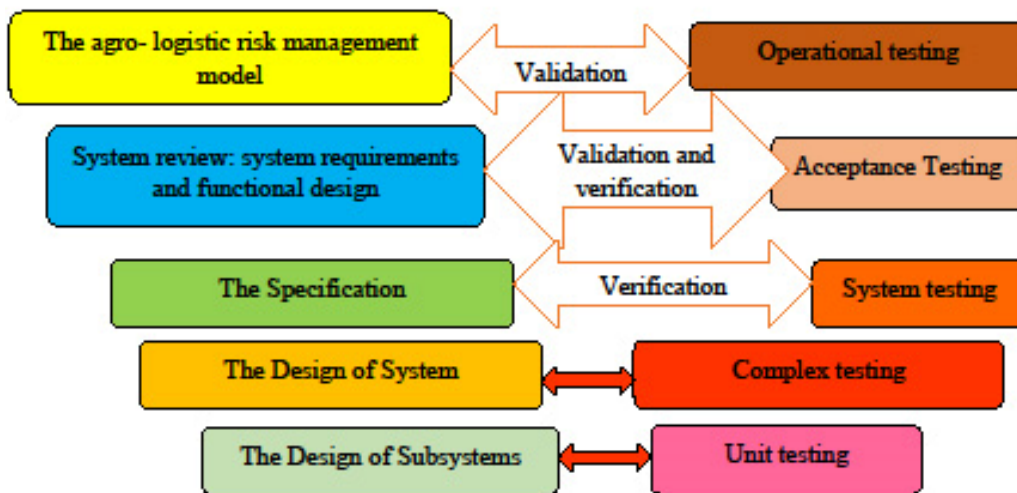 The agro- logistic risk management
model
Validation
Operational testing
System review: system requirements
and functional design
Validation and
verification
Acceptance Testing
The Specification
Verification
System testing
The Design of System
Complex testing
The Design of Subsystems
Unit testing